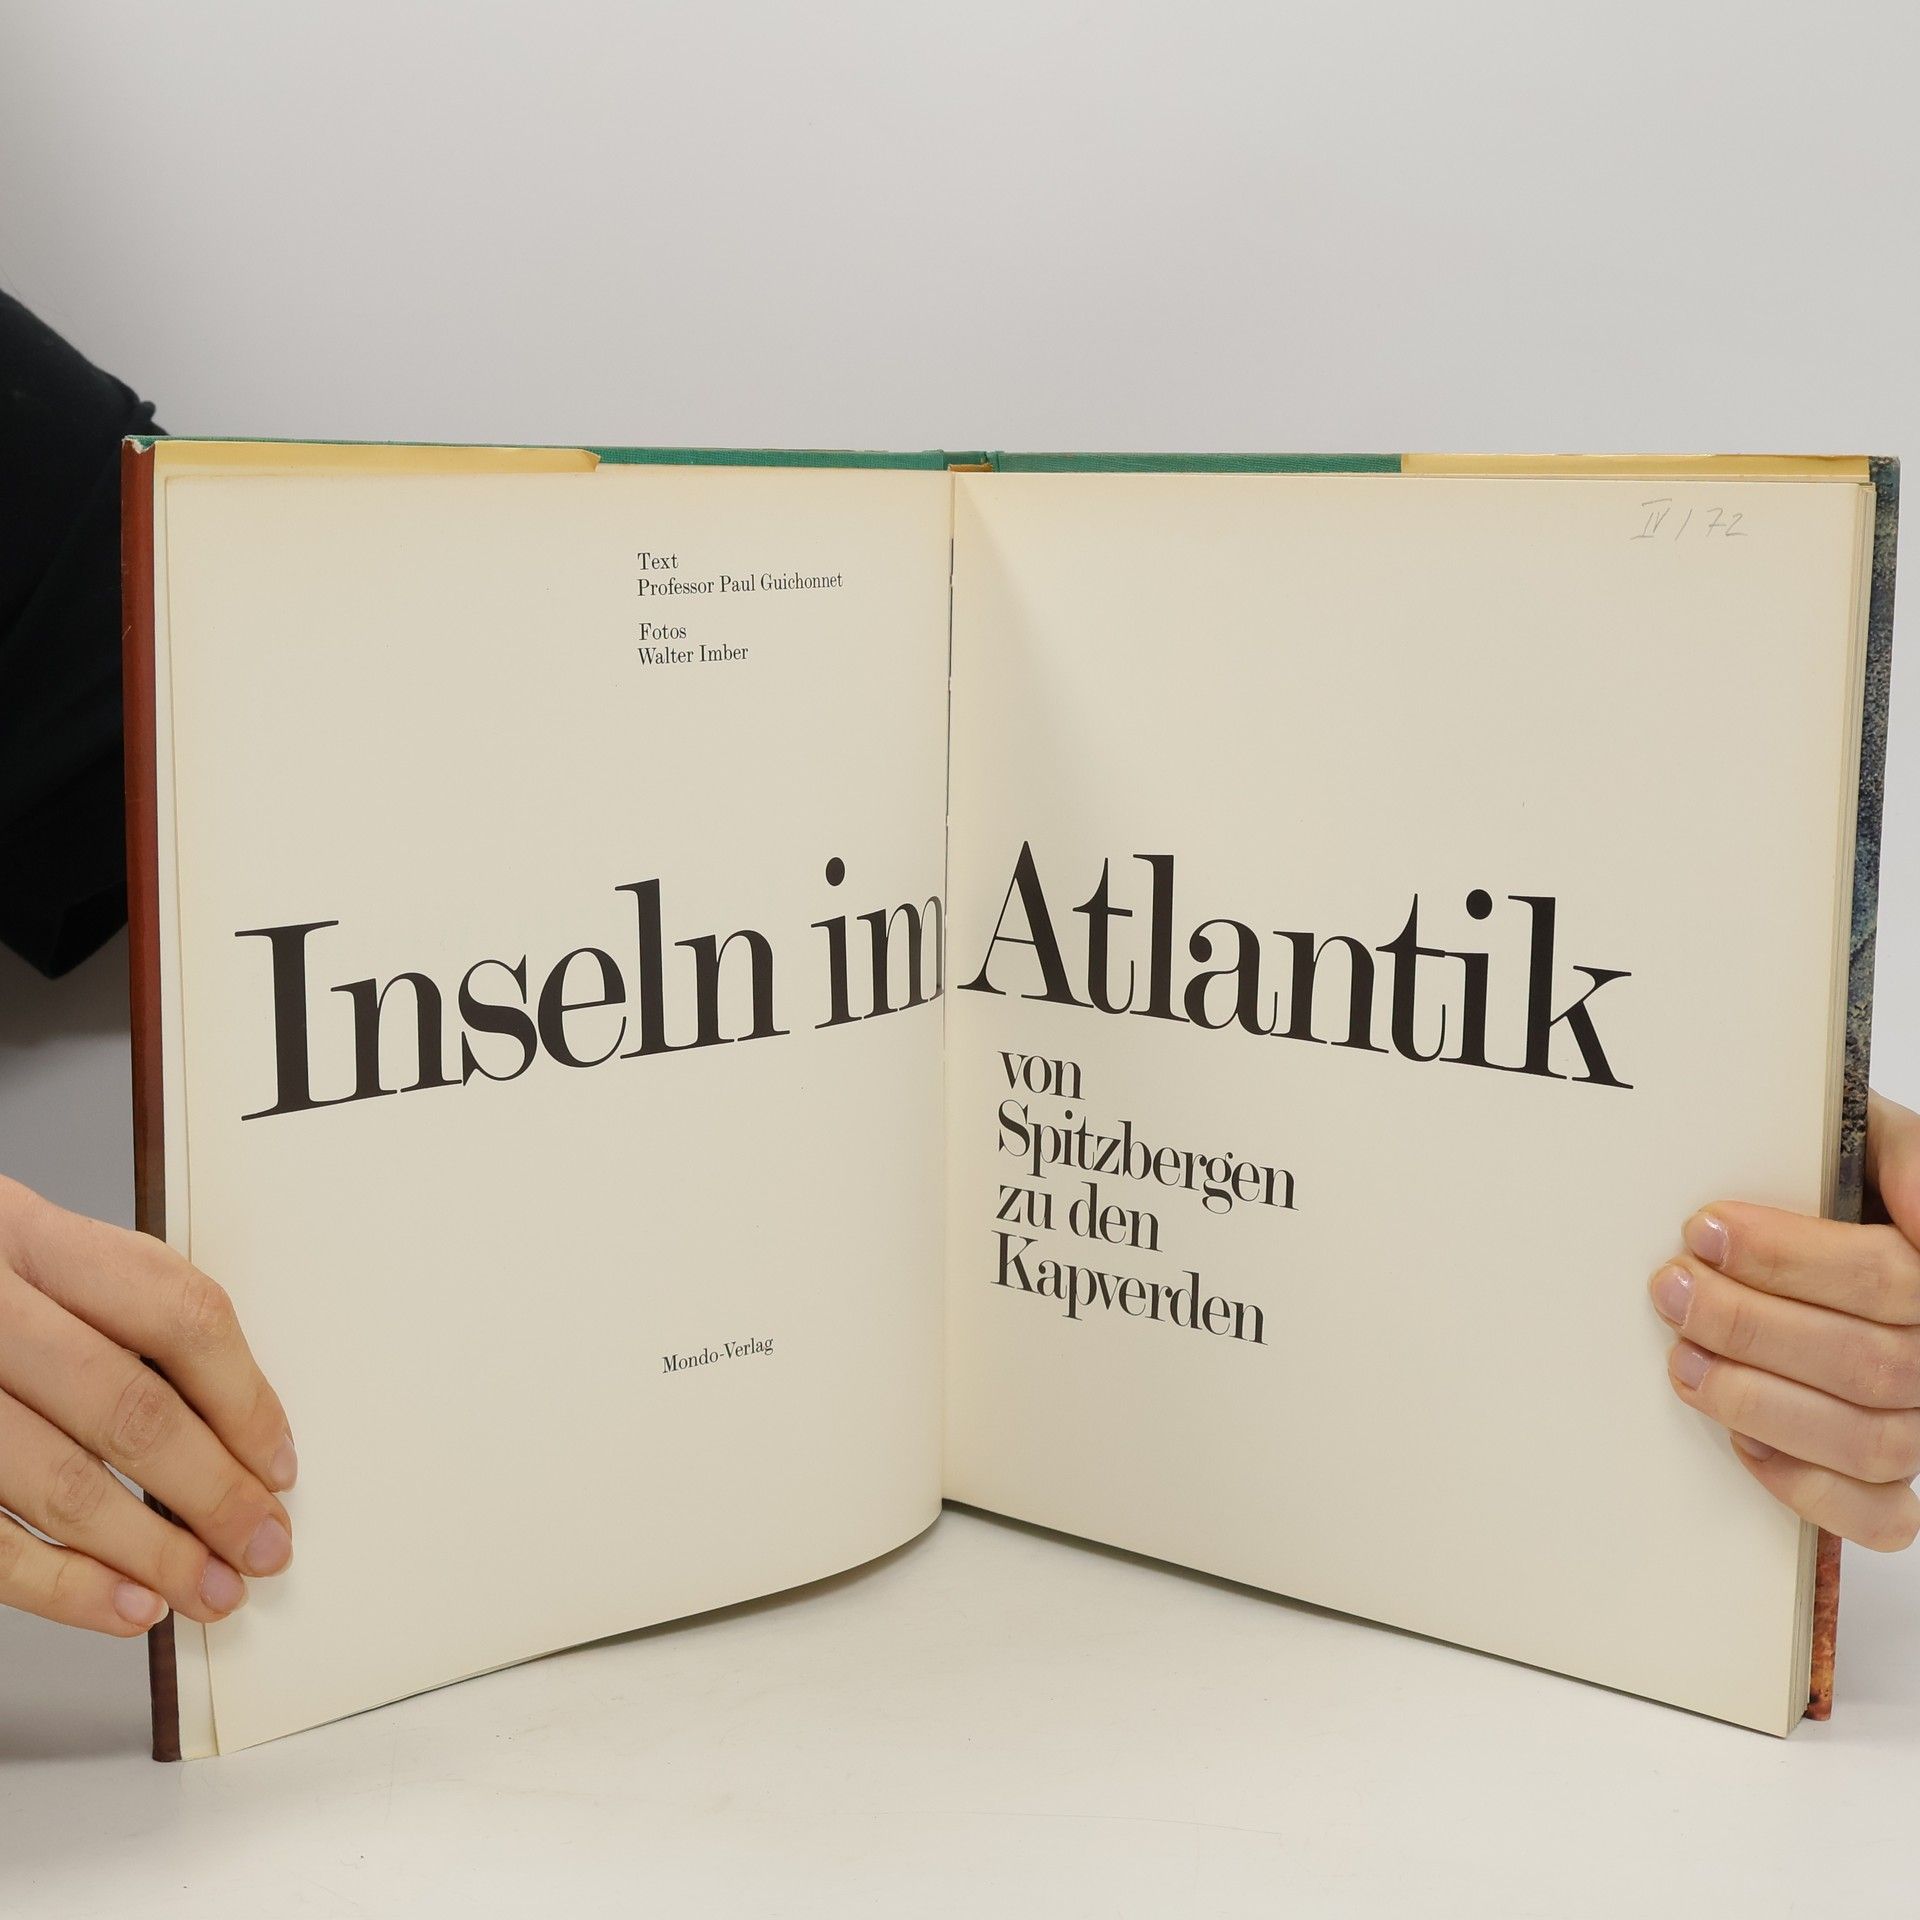 Text
Professor Paul Guichonnet
Fotos
Walter Imber
Inseln im Atlantik
von
Spitzbergen
zu den
Kapverden
Mondo-Verlag
IV / 72